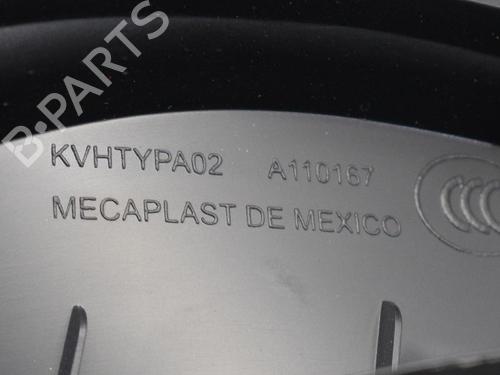 B-PARTS
KVHTYPA02 A110167
MECAPLAST DE MEXICO